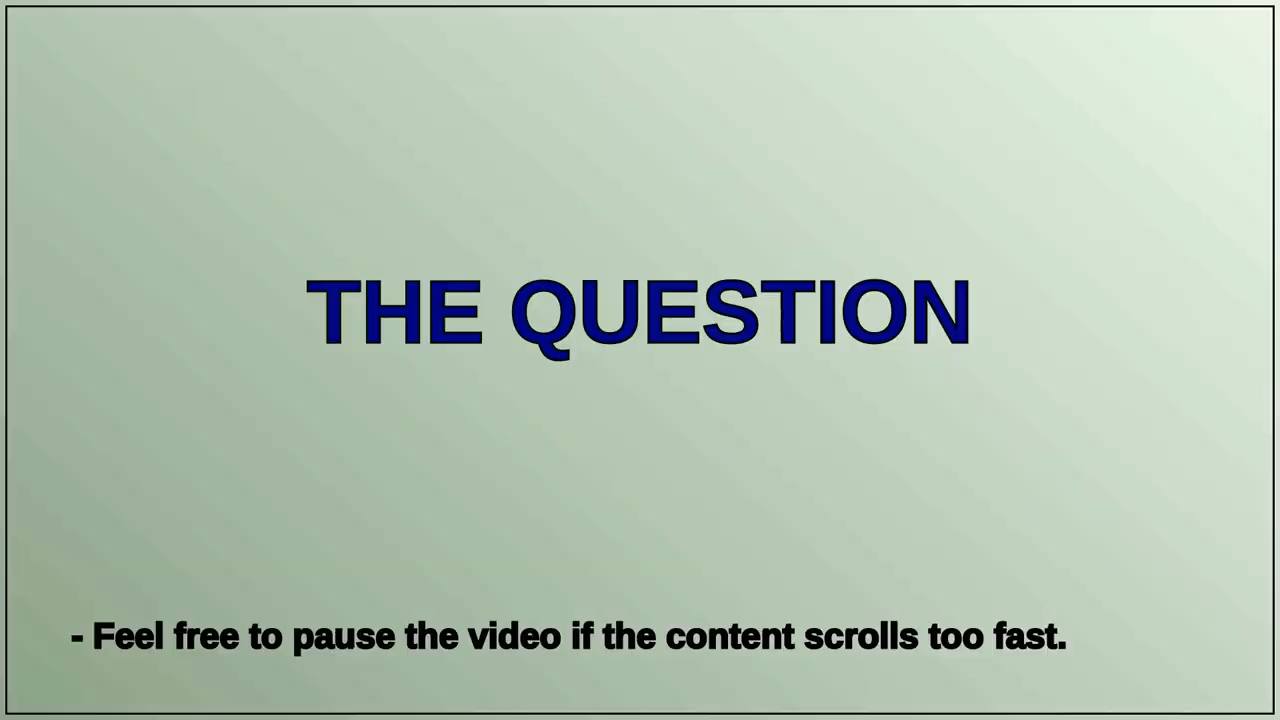 THE QUESTION
- Feel free to pause the video if the content scrolls too fast.